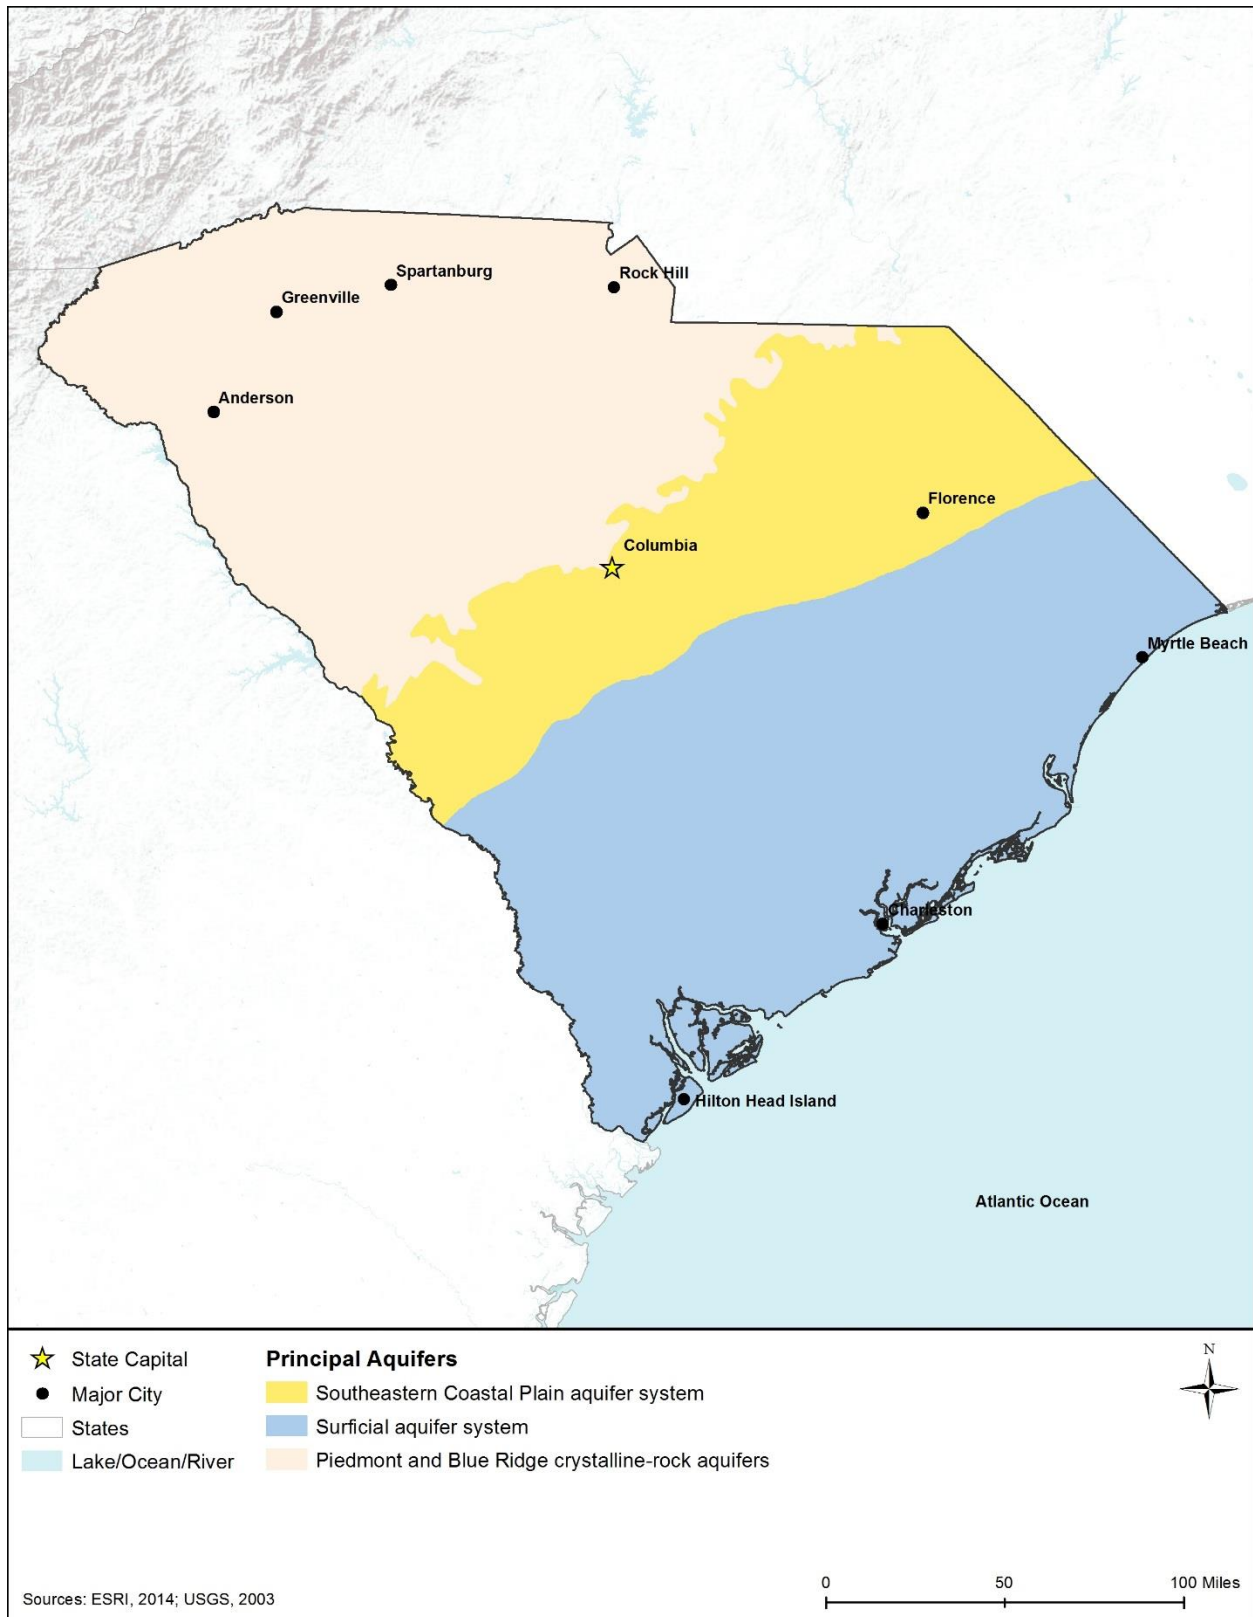 Spartanburg
Rock Hill
Greenville
Anderson
Florence
Columbia
Myrtle Beach
Charleston
Hilton Head Island
Atlantic Ocean
State Capital
Major City
States
Lake/Ocean/River
Principal Aquifers
Southeastern Coastal Plain aquifer system
Surficial aquifer system
Piedmont and Blue Ridge crystalline-rock aquifers
N
Sources: ESRI, 2014; USGS, 2003
0 50 100 Miles